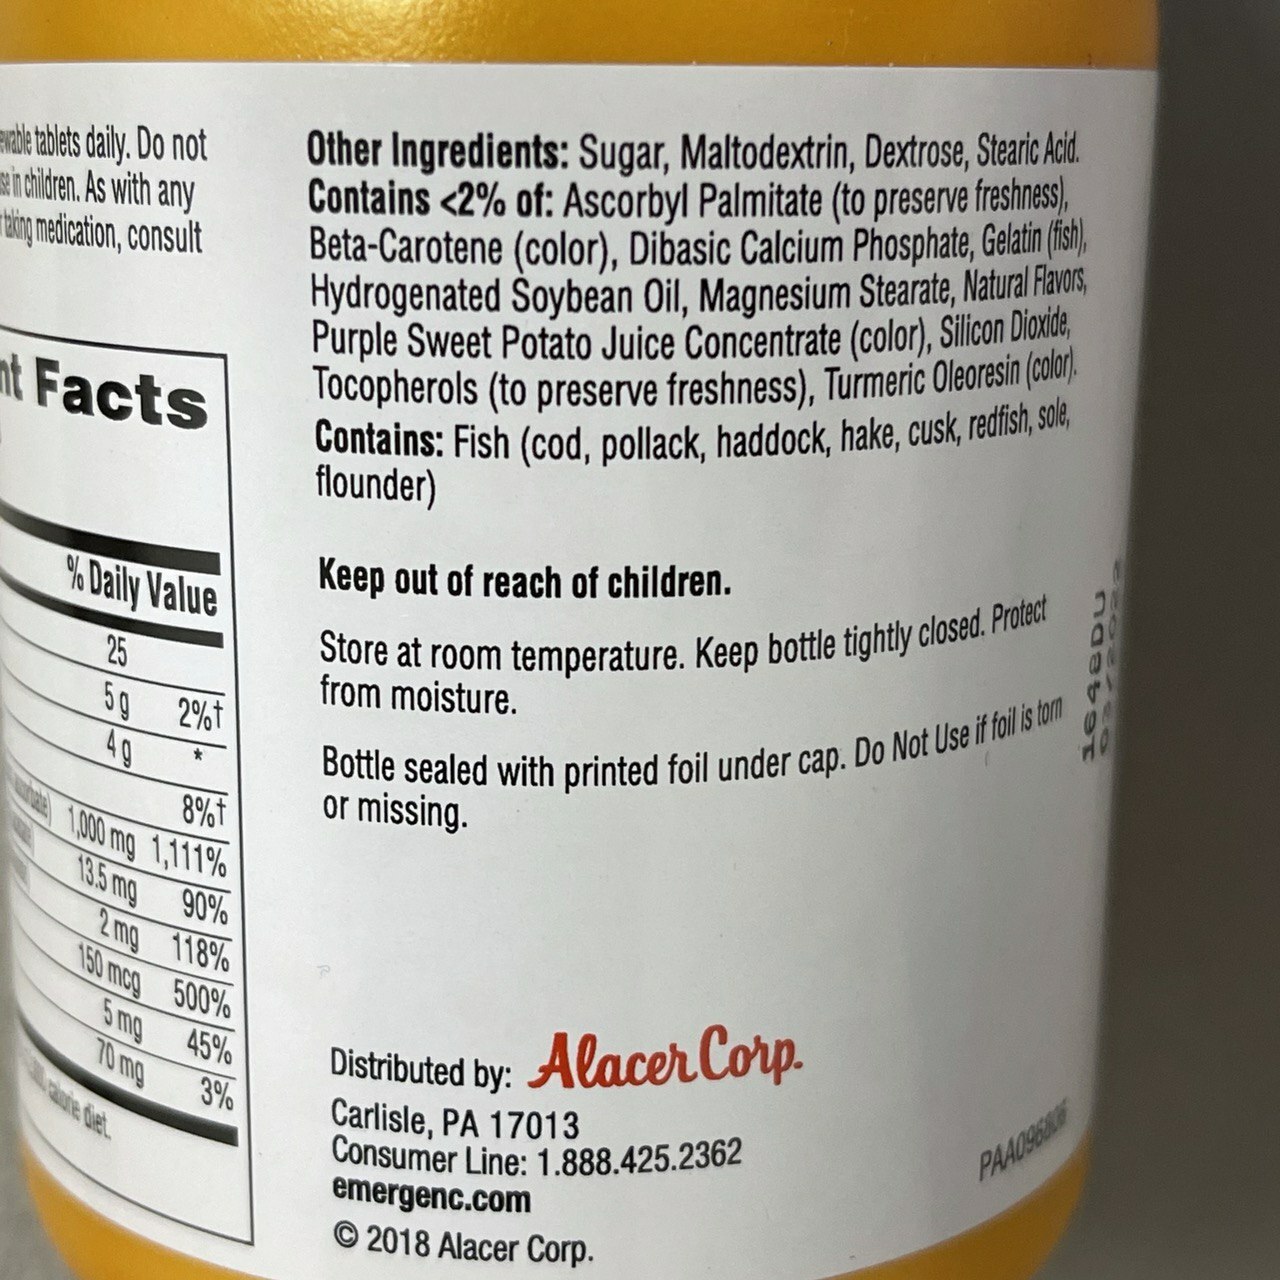 tablets daily. Do not
in children. As with any
taking medication, consult
Facts
% Daily Value
25
5 g 2%†
4 g *
8%†
1,000 mg 1,111%
13.5 mg 90%
2 mg 118%
150 mcg 500%
5 mg 45%
70 mg 3%
calorie diet.
Other Ingredients: Sugar, Maltodextrin, Dextrose, Stearic Acid.
Contains <2% of: Ascorbyl Palmitate (to preserve freshness),
Beta-Carotene (color), Dibasic Calcium Phosphate, Gelatin (fish),
Hydrogenated Soybean Oil, Magnesium Stearate, Natural Flavors,
Purple Sweet Potato Juice Concentrate (color), Silicon Dioxide,
Tocopherols (to preserve freshness), Turmeric Oleoresin (color).
Contains: Fish (cod, pollack, haddock, hake, cusk, redfish, sole,
flounder)
Keep out of reach of children.
Store at room temperature. Keep bottle tightly closed. Protect
from moisture.
Bottle sealed with printed foil under cap. Do Not Use if foil is torn
or missing.
1648DU
Distributed by: Alacer Corp.
Carlisle, PA 17013
Consumer Line: 1.888.425.2362
emergenc.com
© 2018 Alacer Corp.